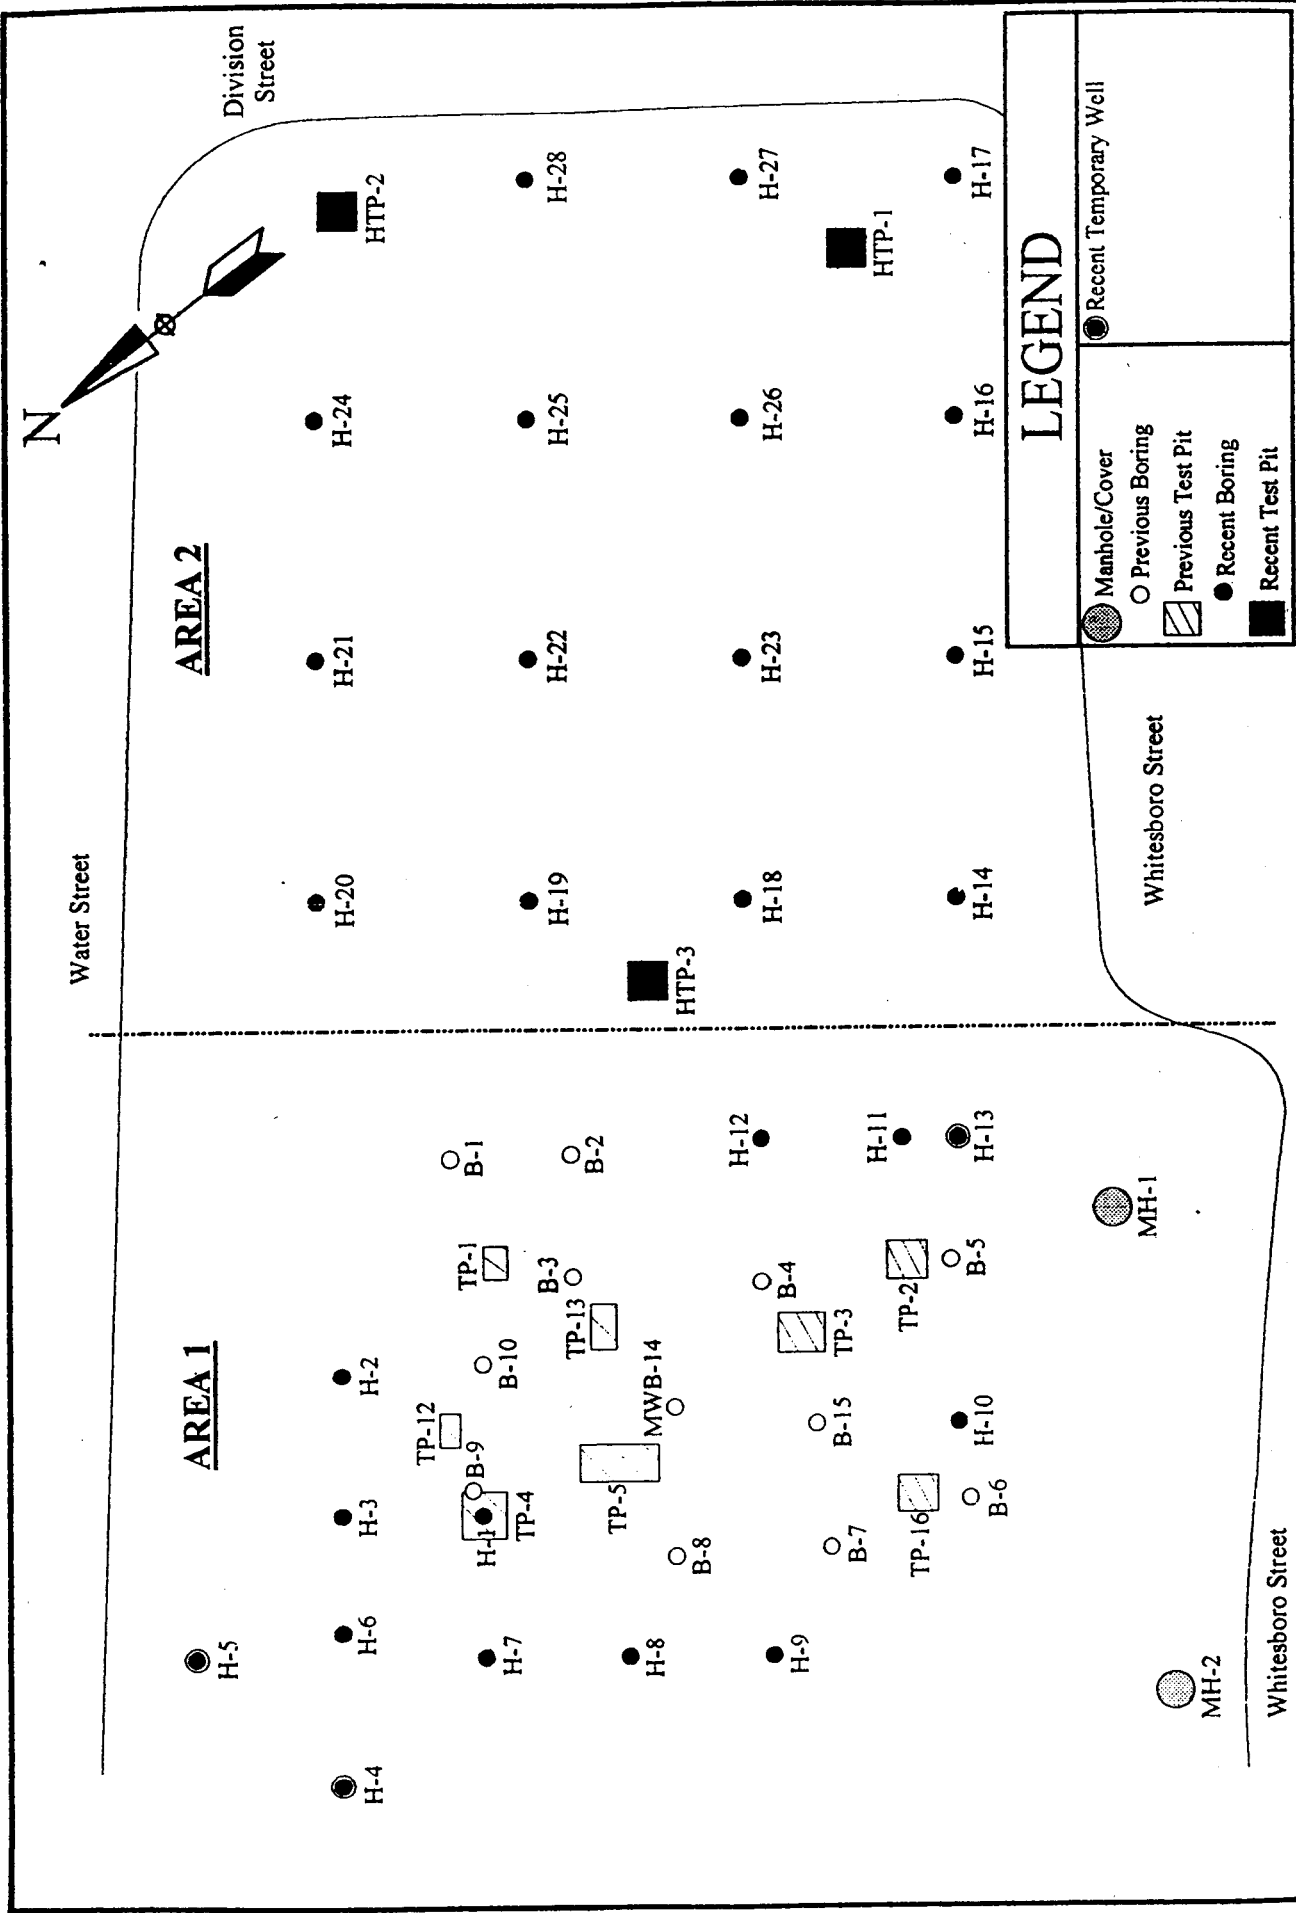 Division
Street
Water Street
N
AREA 1
AREA 2
H-5
H-4
H-6
H-3
H-2
H-20
H-21
H-24
HTP-2
TP-12
B-9
H-1
TP-4
B-10
TP-1
B-1
H-7
H-19
H-22
H-25
H-28
TP-13
B-3
B-2
TP-5
MWB-14
H-8
B-8
HTP-3
H-9
B-7
B-15
TP-3
B-4
H-12
H-18
H-23
H-26
H-27
HTP-1
TP-16
B-6
H-10
TP-2
B-5
H-11
H-13
H-14
H-15
H-16
H-17
MH-2
MH-1
Whitesboro Street
Whitesboro Street
LEGEND
Manhole/Cover
Previous Boring
Previous Test Pit
Recent Boring
Recent Test Pit
Recent Temporary Well